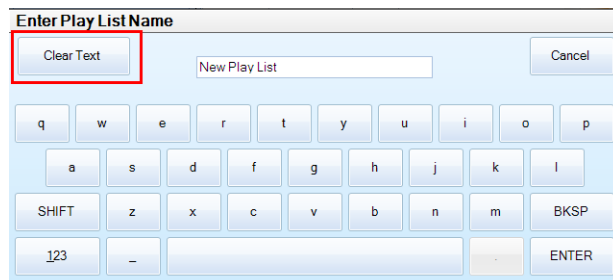 Enter Play List Name
Clear Text
New Play List
Cancel
q w e r t y u i o p
a s d f g h j k l
SHIFT z x c v b n m BKSP
123 _ . ENTER